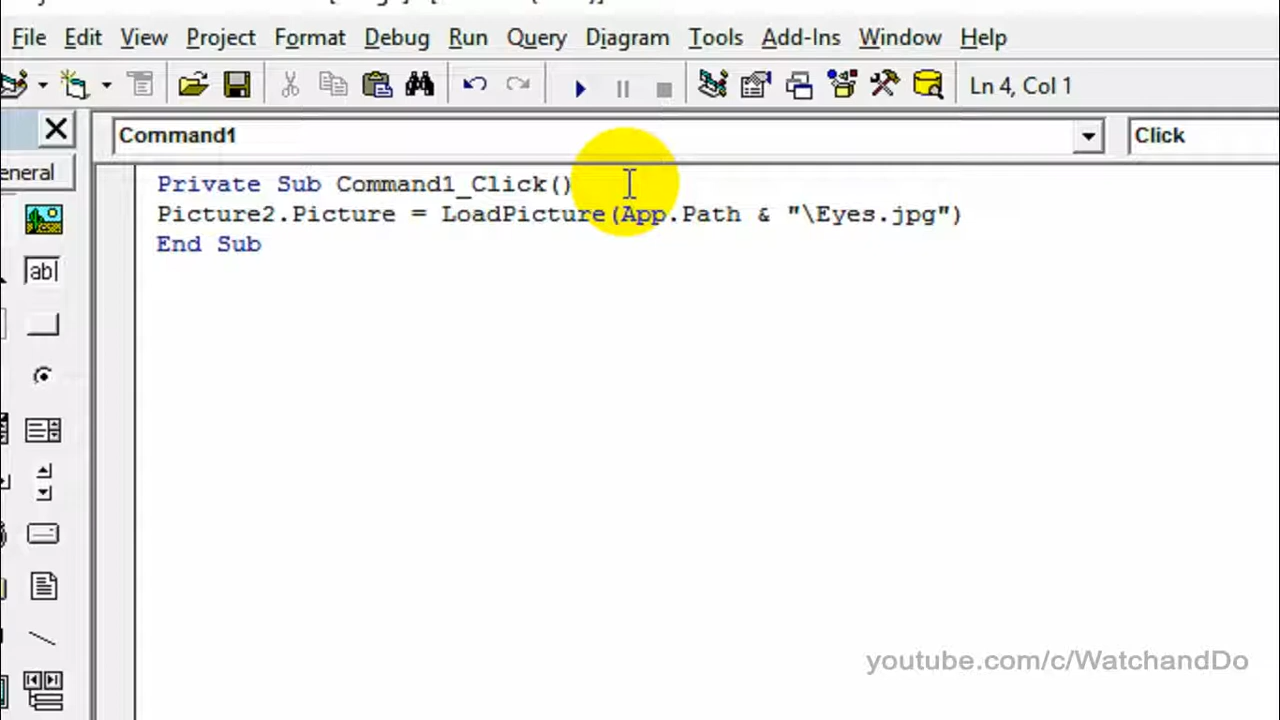 File Edit View Project Format Debug Run Query Diagram Tools Add-Ins Window Help
Ln 4, Col 1
Command1 Click
eneral
Private Sub Command1_Click()
Picture2.Picture = LoadPicture(App.Path & "\Eyes.jpg")
End Sub
ab
youtube.com/c/WatchandDo